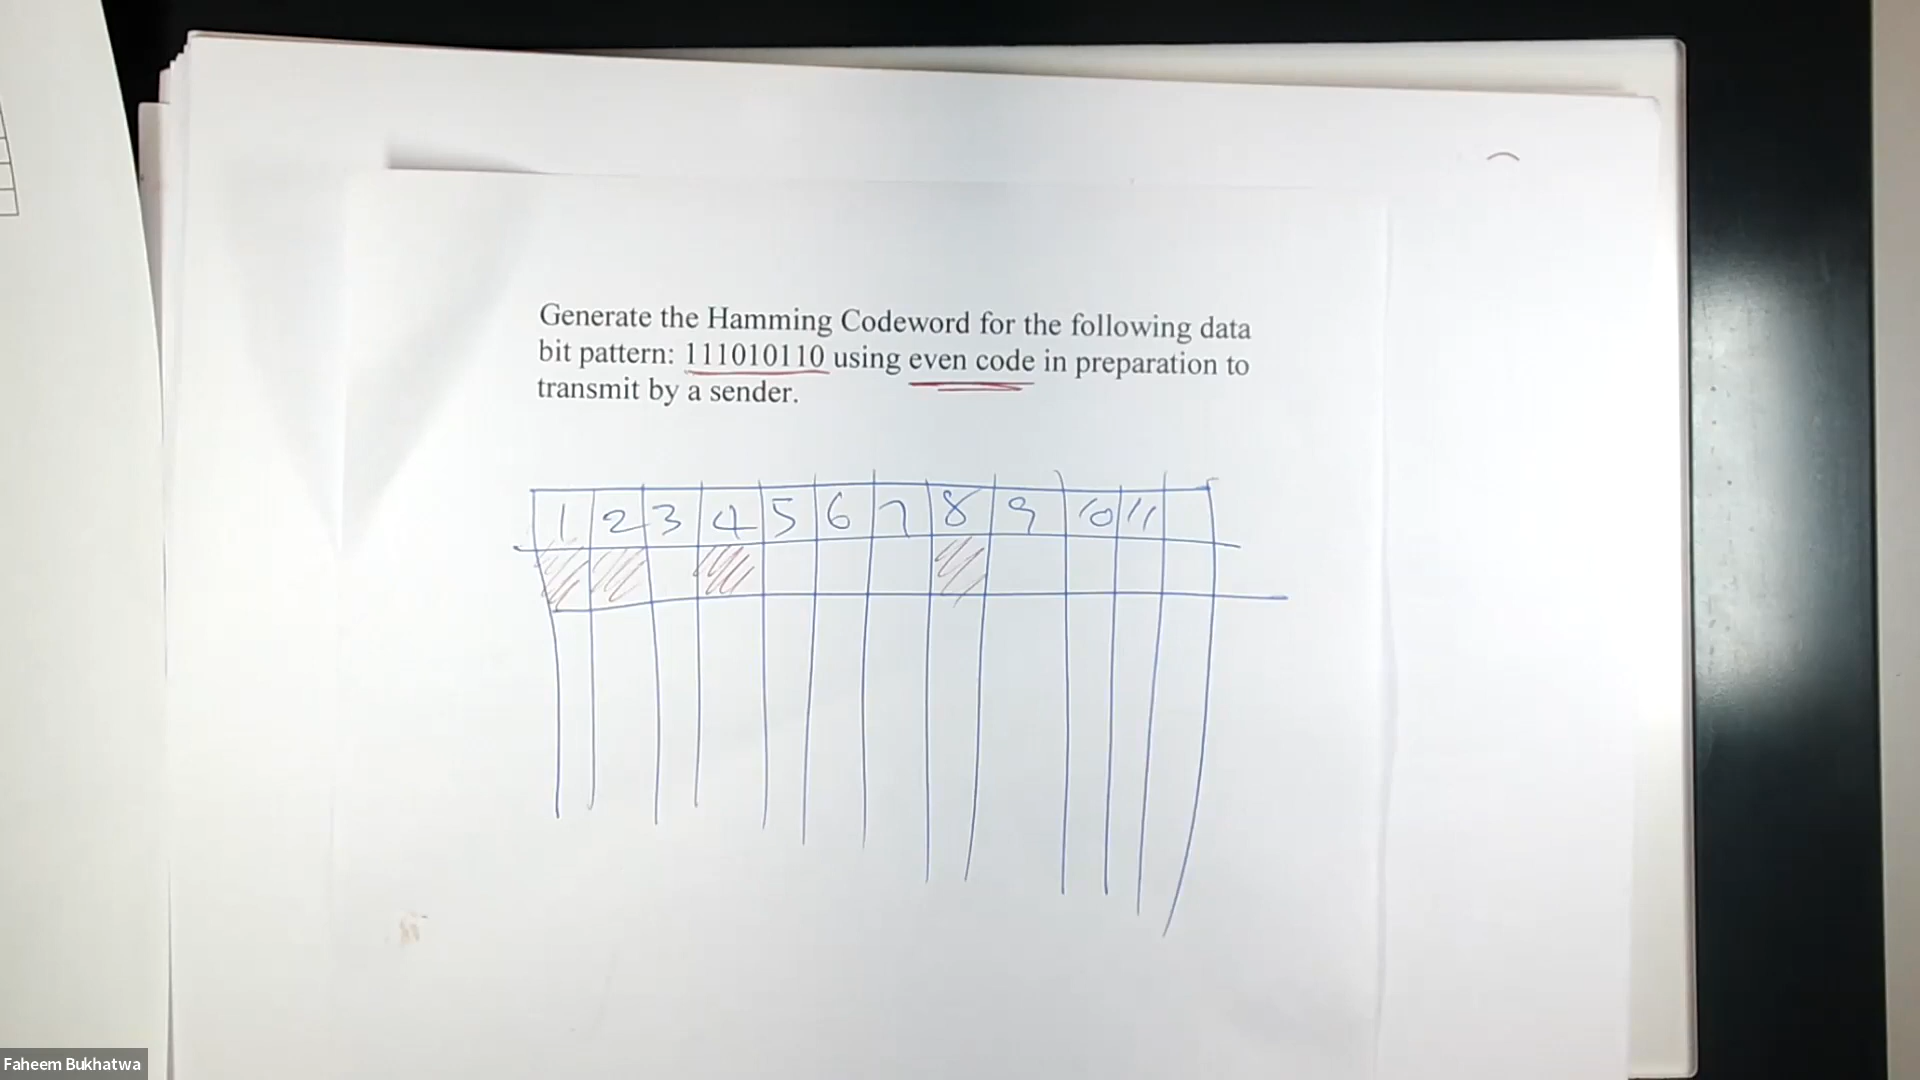 Generate the Hamming Codeword for the following data
bit pattern: 111010110 using even code in preparation to
transmit by a sender.
1 2 3 4 5 6 7 8 9 10 11
Faheem Bukhatwa